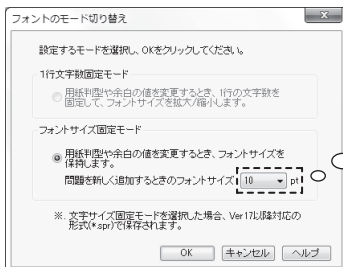 フォントのモード切り替え
設定するモードを選択し、OKをクリックしてください。
1行文字数固定モード
用紙判型や余白の値を変更するとき、1行の文字数を
固定して、フォントサイズを拡大/縮小します。
フォントサイズ固定モード
用紙判型や余白の値を変更するとき、フォントサイズを
保持します。
問題を新しく追加するときのフォントサイズ 10 pt
※. 文字サイズ固定モードを選択した場合、Ver17以降対応の
形式(*.spr)で保存されます。
OK キャンセル ヘルプ